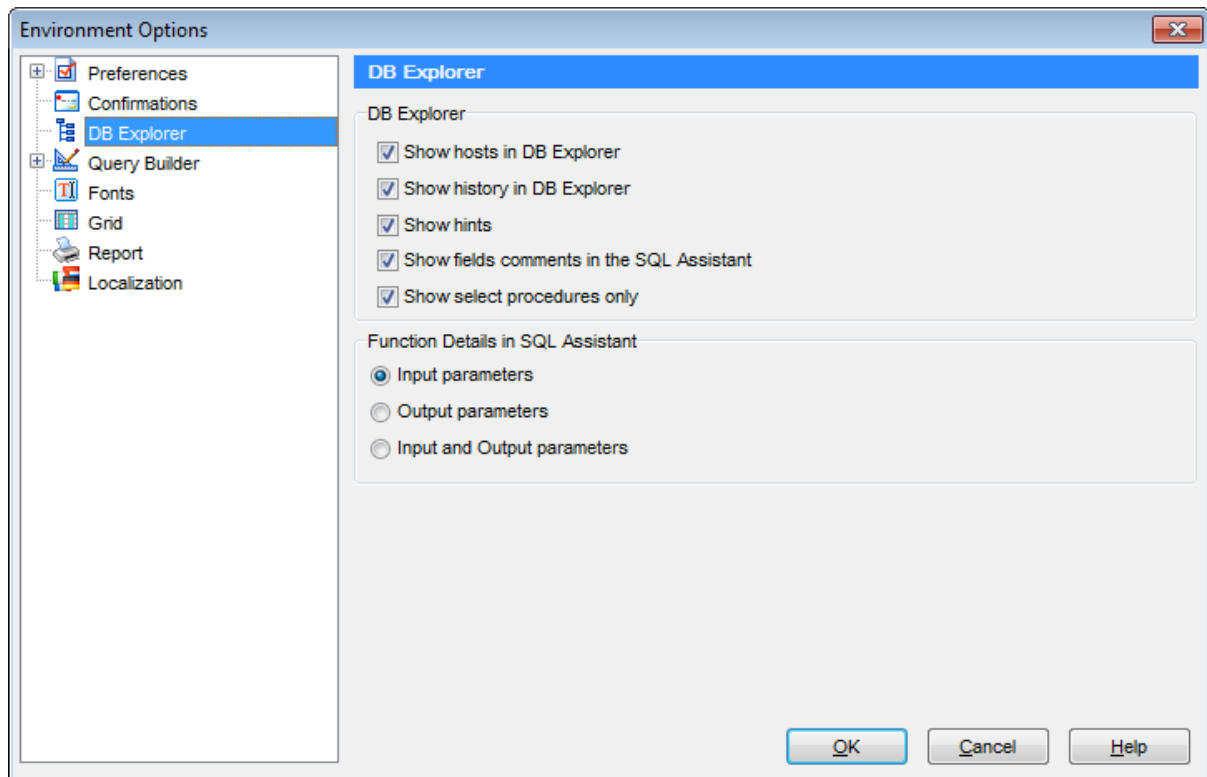 Environment Options
Preferences
Confirmations
DB Explorer
Query Builder
Fonts
Grid
Report
Localization
DB Explorer
DB Explorer
Show hosts in DB Explorer
Show history in DB Explorer
Show hints
Show fields comments in the SQL Assistant
Show select procedures only
Function Details in SQL Assistant
Input parameters
Output parameters
Input and Output parameters
OK
Cancel
Help